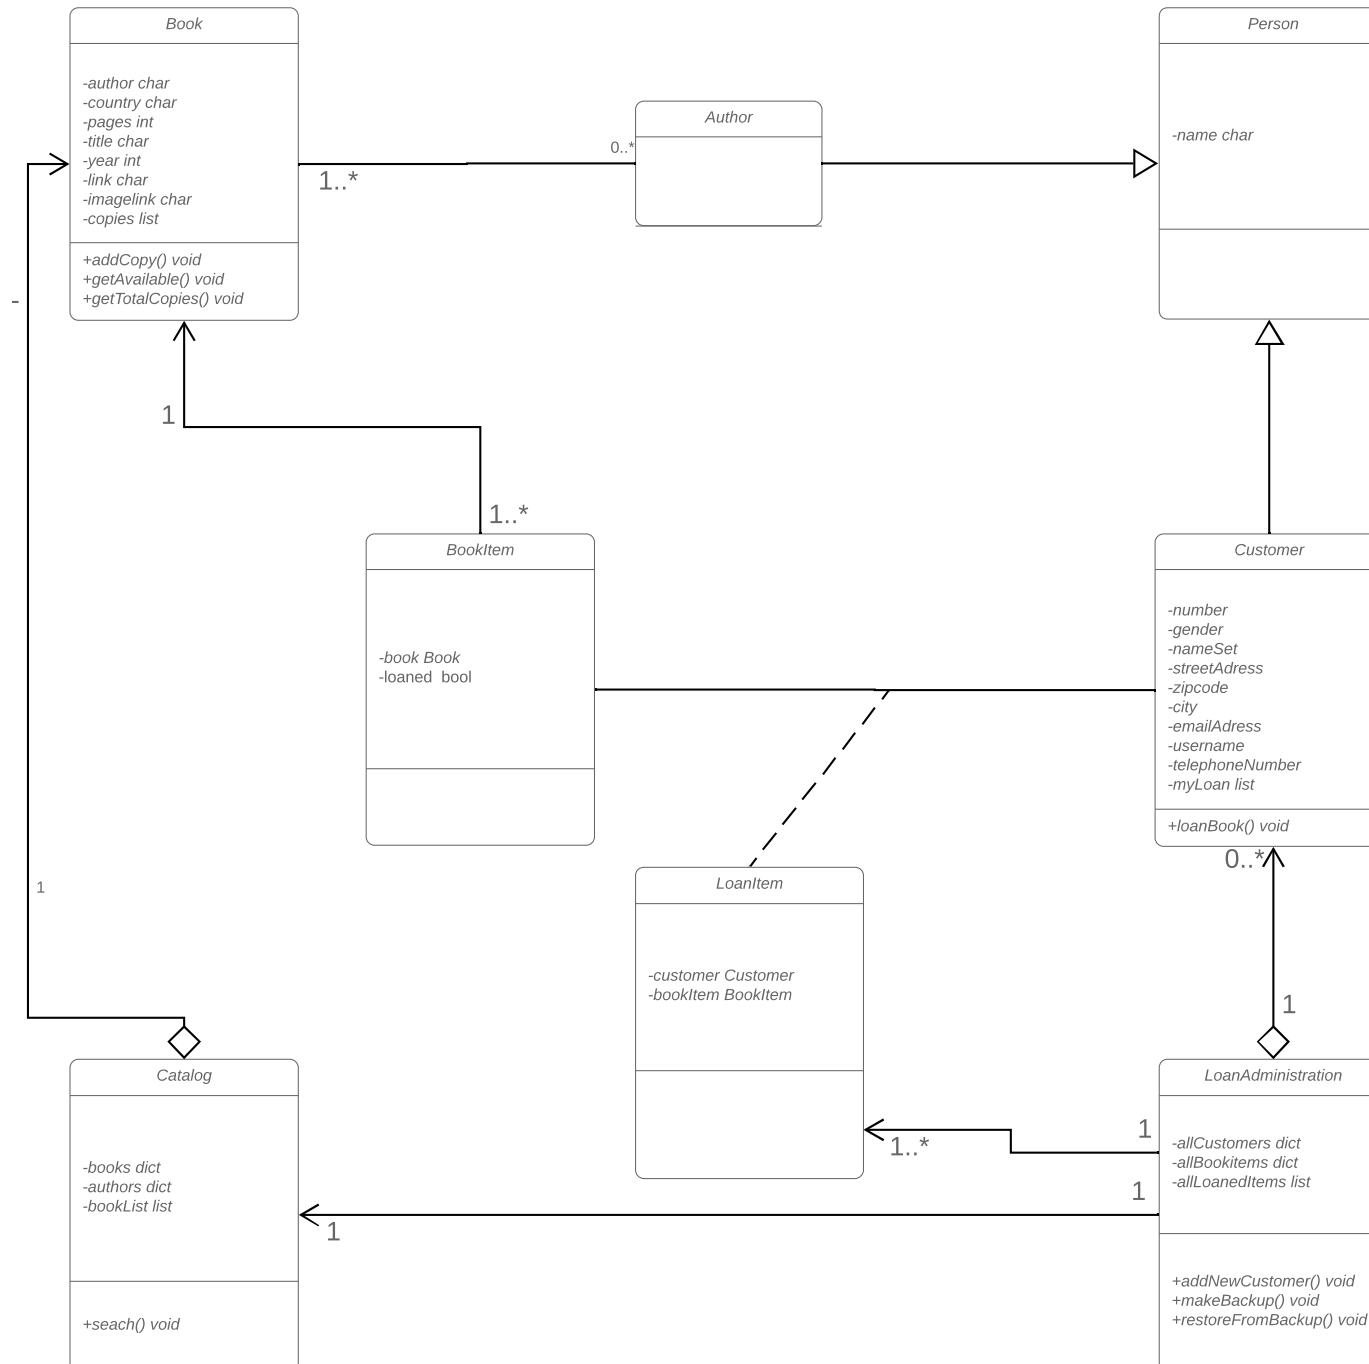 Book
-author char
-country char
-pages int
-title char
-year int
-link char
-imagelink char
-copies list
+addCopy() void
+getAvailable() void
+getTotalCopies() void
Author
Person
-name char
0..*
1..*
-
1
1..*
BookItem
-book Book
-loaned  bool
Customer
-number
-gender
-nameSet
-streetAdress
-zipcode
-city
-emailAdress
-username
-telephoneNumber
-myLoan list
+loanBook() void
0..*
1
1
LoanItem
-customer Customer
-bookItem BookItem
Catalog
-books dict
-authors dict
-bookList list
+seach() void
LoanAdministration
-allCustomers dict
-allBookitems dict
-allLoanedItems list
+addNewCustomer() void
+makeBackup() void
+restoreFromBackup() void
1
1..*
1
1